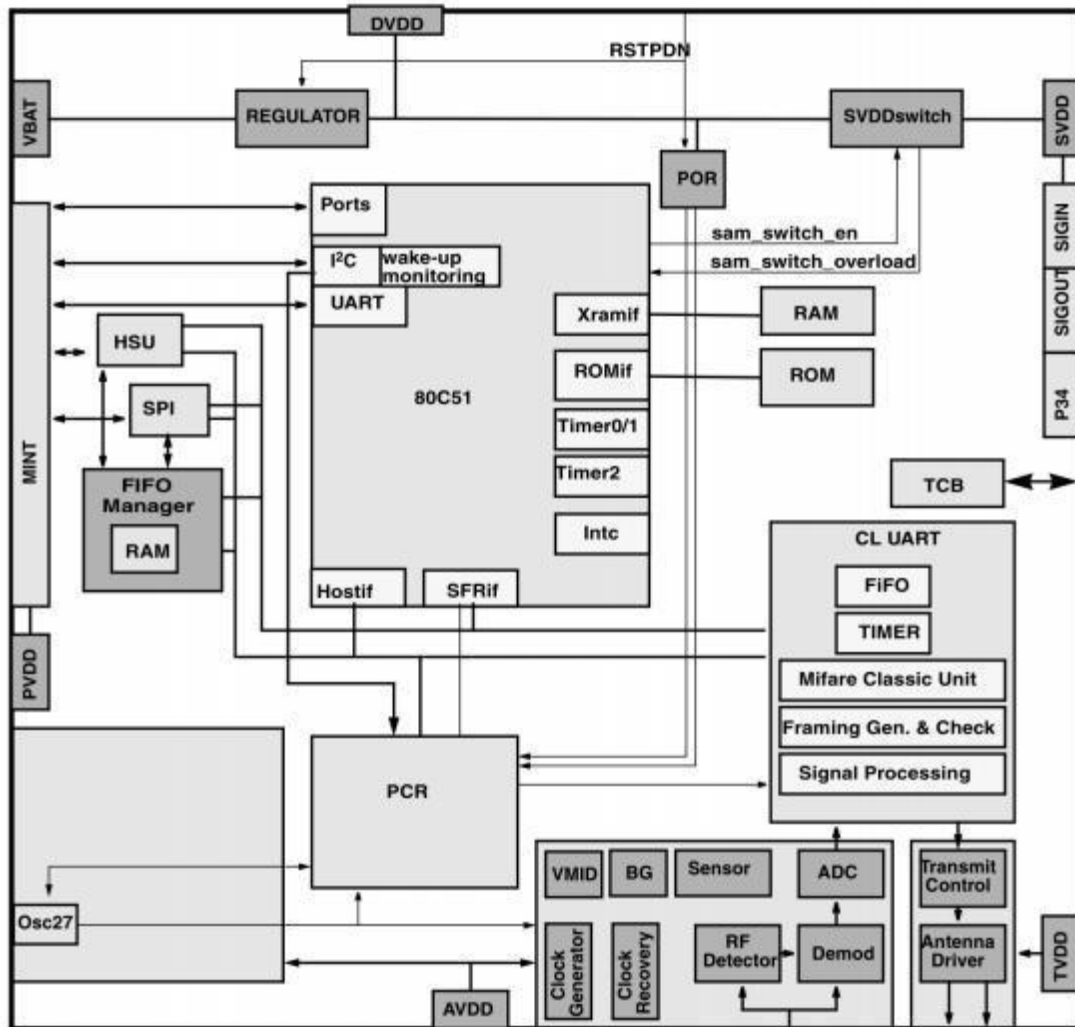 DVDD
RSTPDN
VBAT
REGULATOR
SVDDswitch
SVDD
POR
Ports
sam_switch_en
SIGIN
I²C
wake-up
monitoring
sam_switch_overload
UART
Xramif
RAM
SIGOUT
HSU
ROMif
ROM
80C51
SPI
P34
Timer0/1
MINT
Timer2
FIFO
Manager
TCB
RAM
Intc
CL UART
Hostif
SFRif
FiFO
TIMER
PVDD
Mifare Classic Unit
Framing Gen. & Check
Signal Processing
PCR
VMID
BG
Sensor
ADC
Transmit
Control
Osc27
Clock
Generator
Clock
Recovery
RF
Detector
Demod
Antenna
Driver
TVDD
AVDD